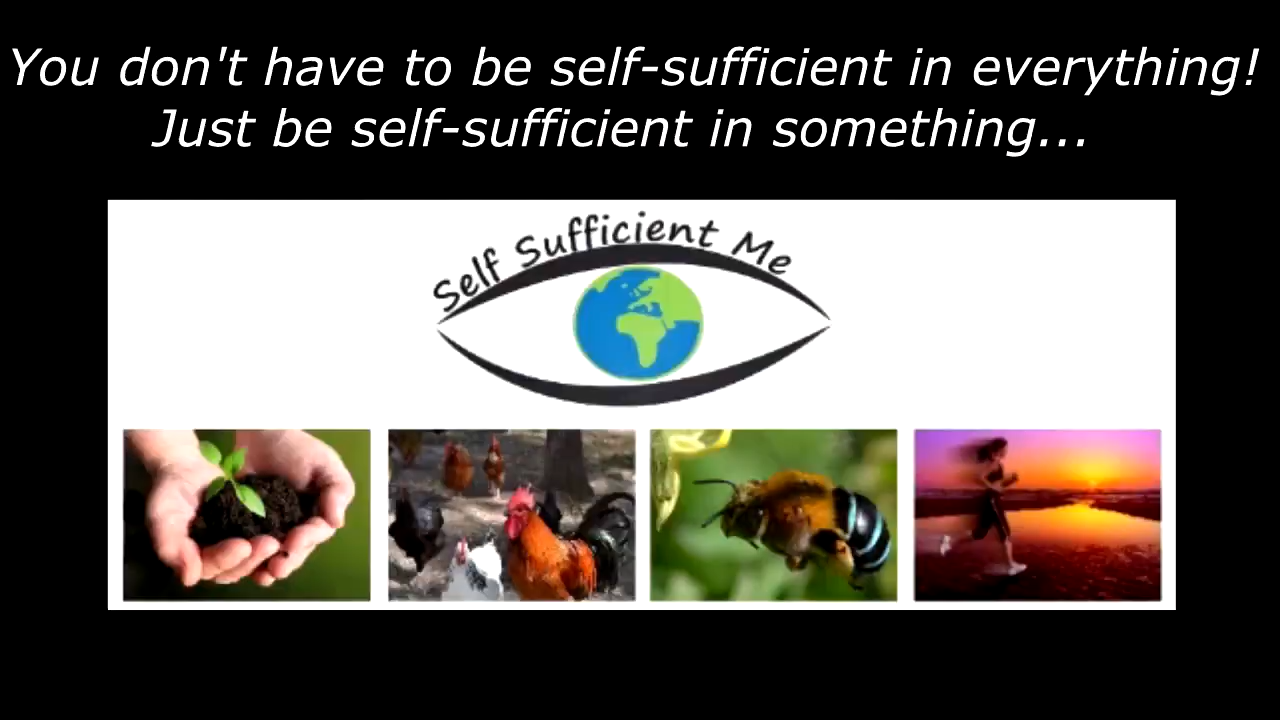 You don't have to be self-sufficient in everything!
Just be self-sufficient in something...
Self Sufficient Me